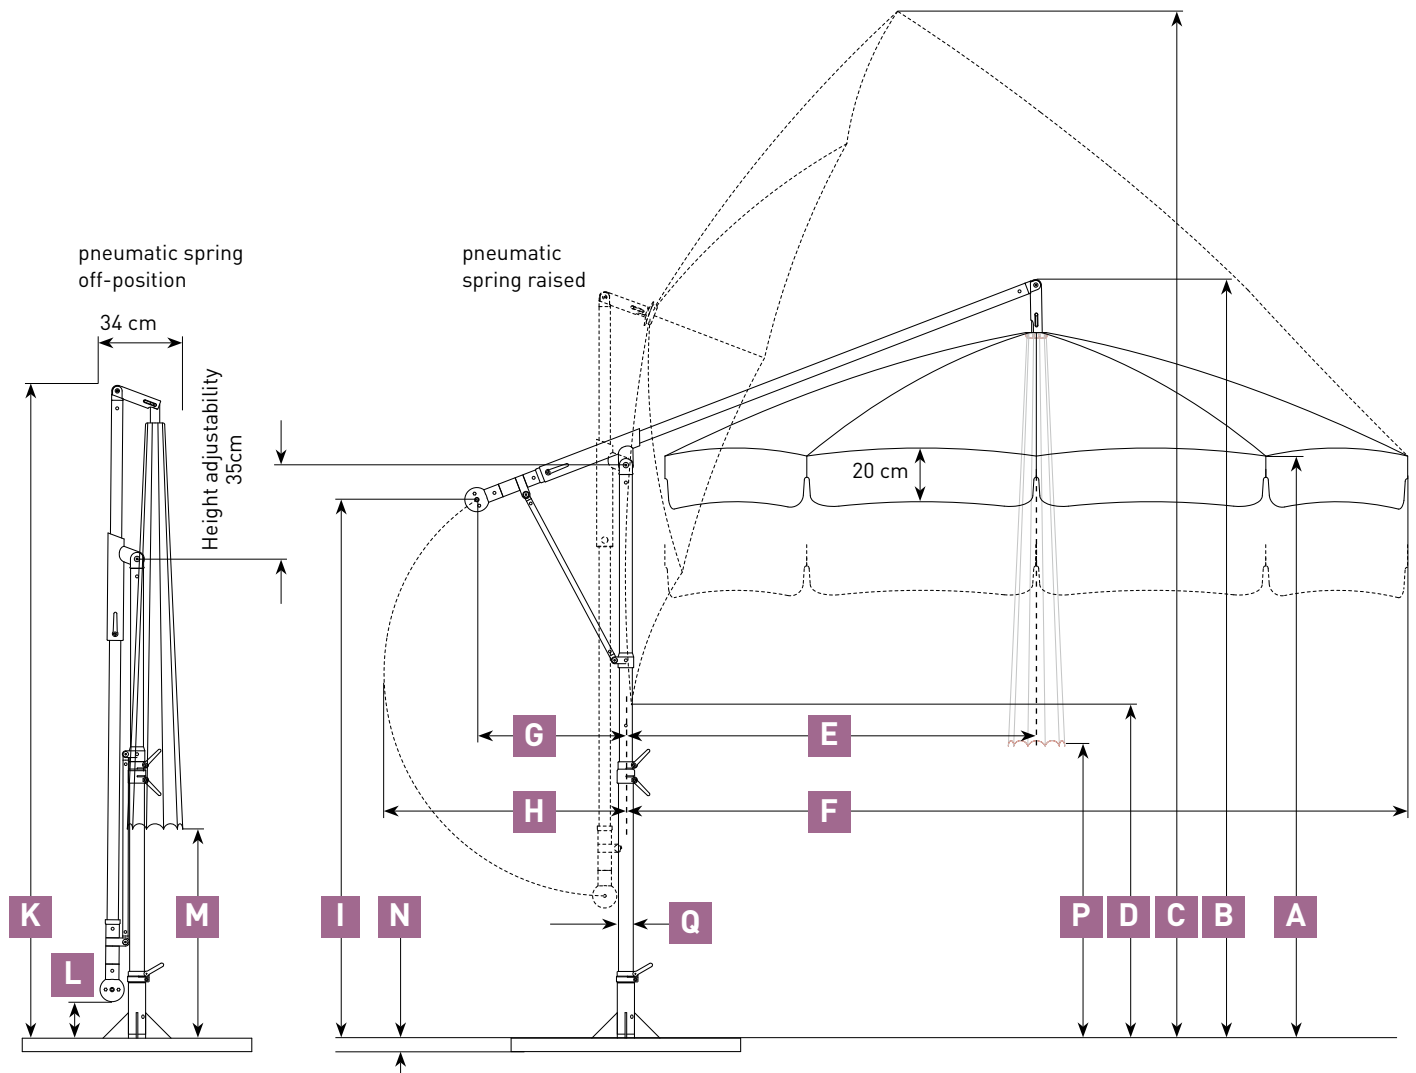 pneumatic spring
off-position
34 cm
Height adjustability
35cm
pneumatic
spring raised
20 cm
G
E
H
F
K
M
I
N
Q
P
D
C
B
A
L